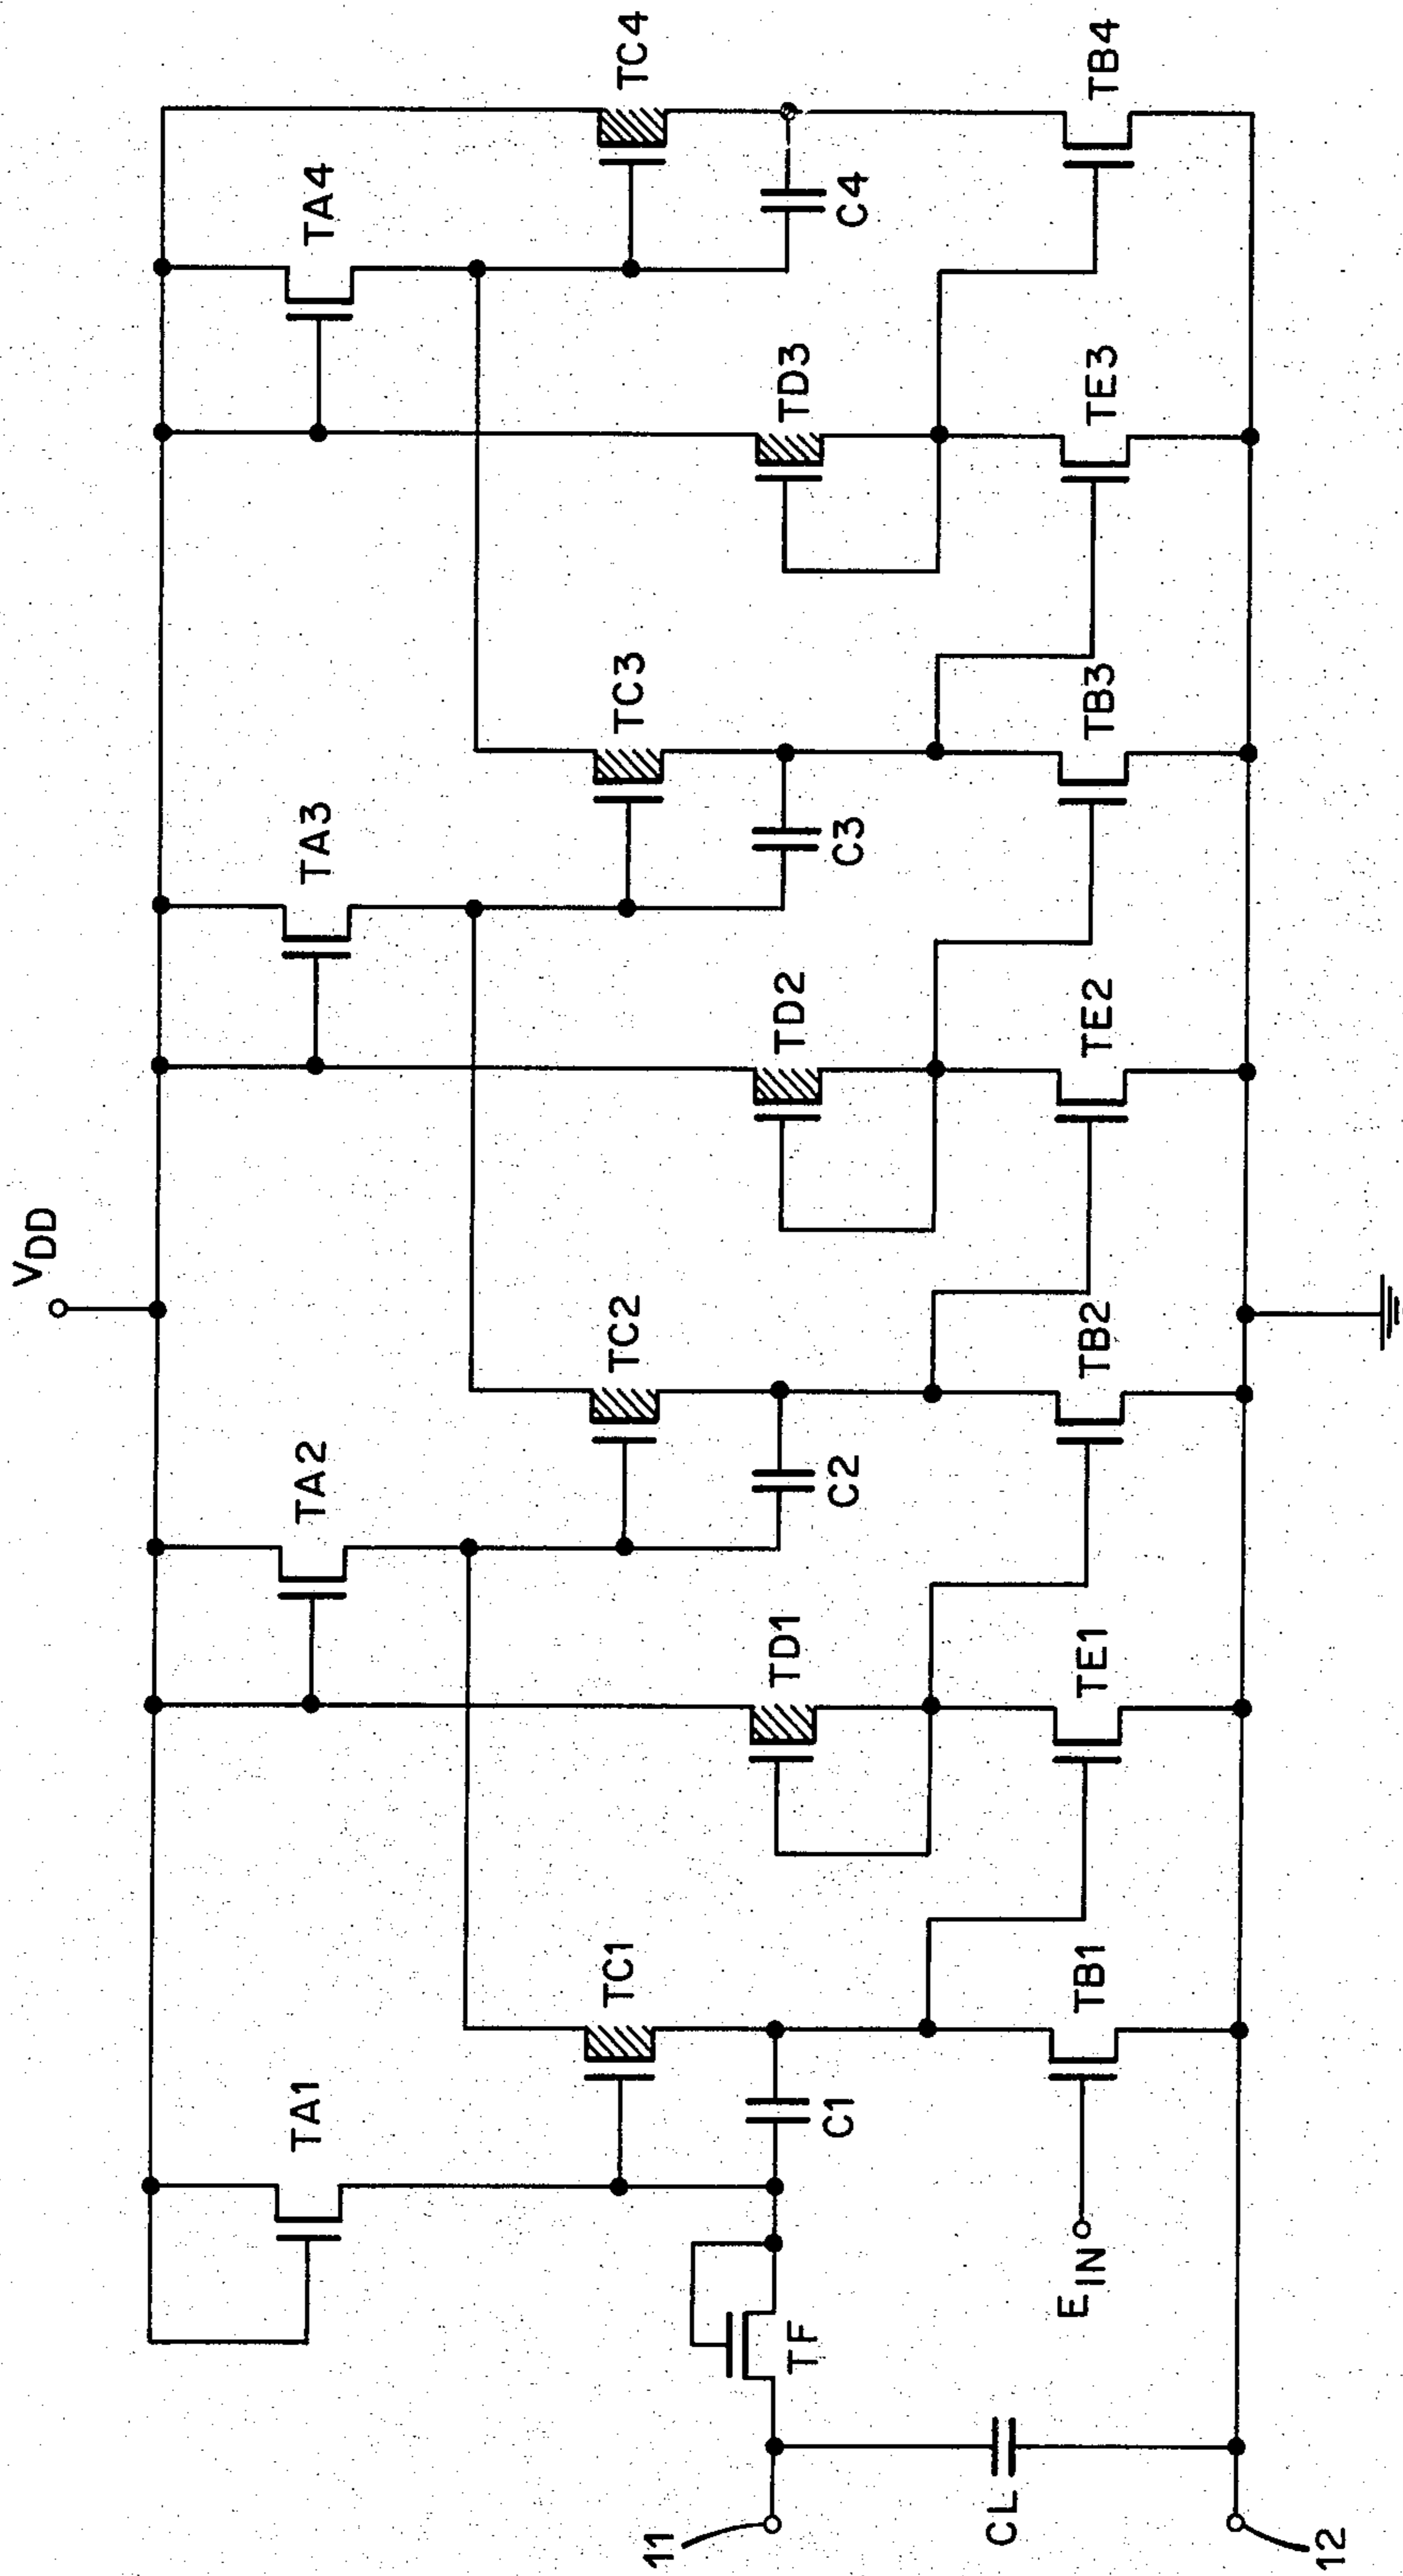 VDD
TA1
TA2
TA3
TA4
TC1
TC2
TC3
TC4
TD1
TD2
TD3
C1
C2
C3
C4
TF
11
TB1
TE1
TB2
TE2
TB3
TE3
TB4
EIN
CL
12